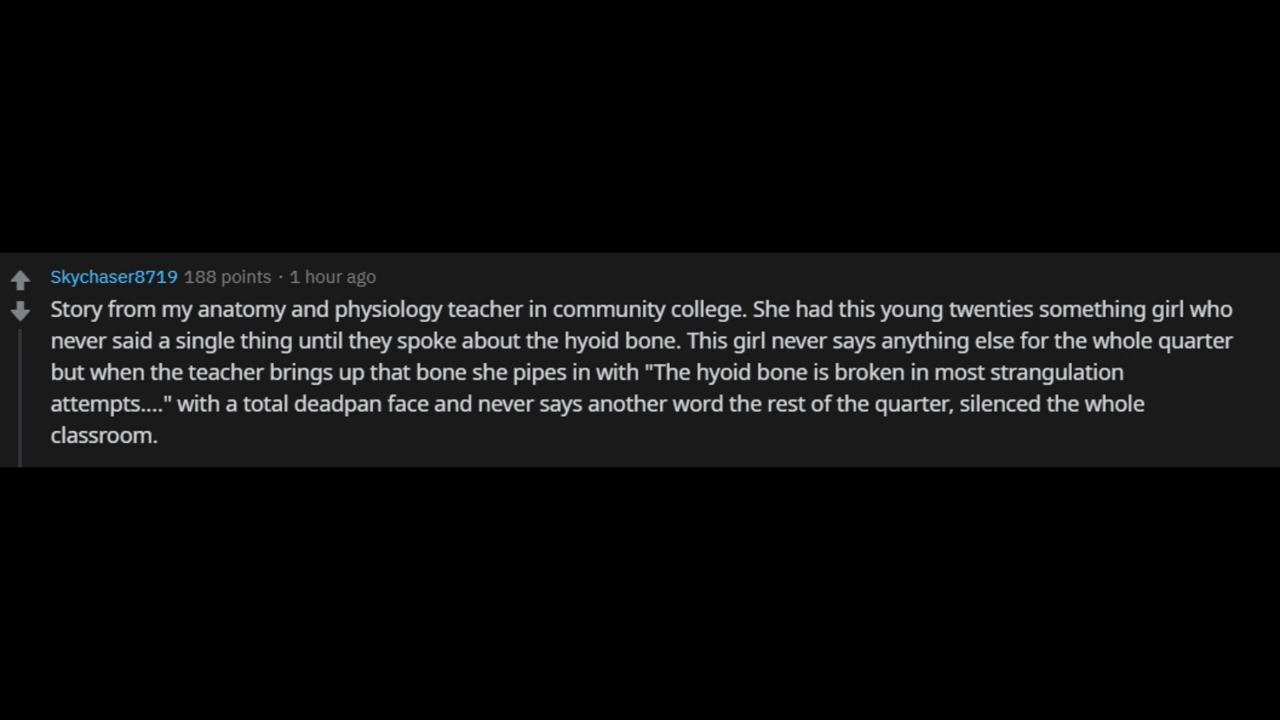 Skychaser8719 188 points · 1 hour ago
Story from my anatomy and physiology teacher in community college. She had this young twenties something girl who
never said a single thing until they spoke about the hyoid bone. This girl never says anything else for the whole quarter
but when the teacher brings up that bone she pipes in with "The hyoid bone is broken in most strangulation
attempts...." with a total deadpan face and never says another word the rest of the quarter, silenced the whole
classroom.